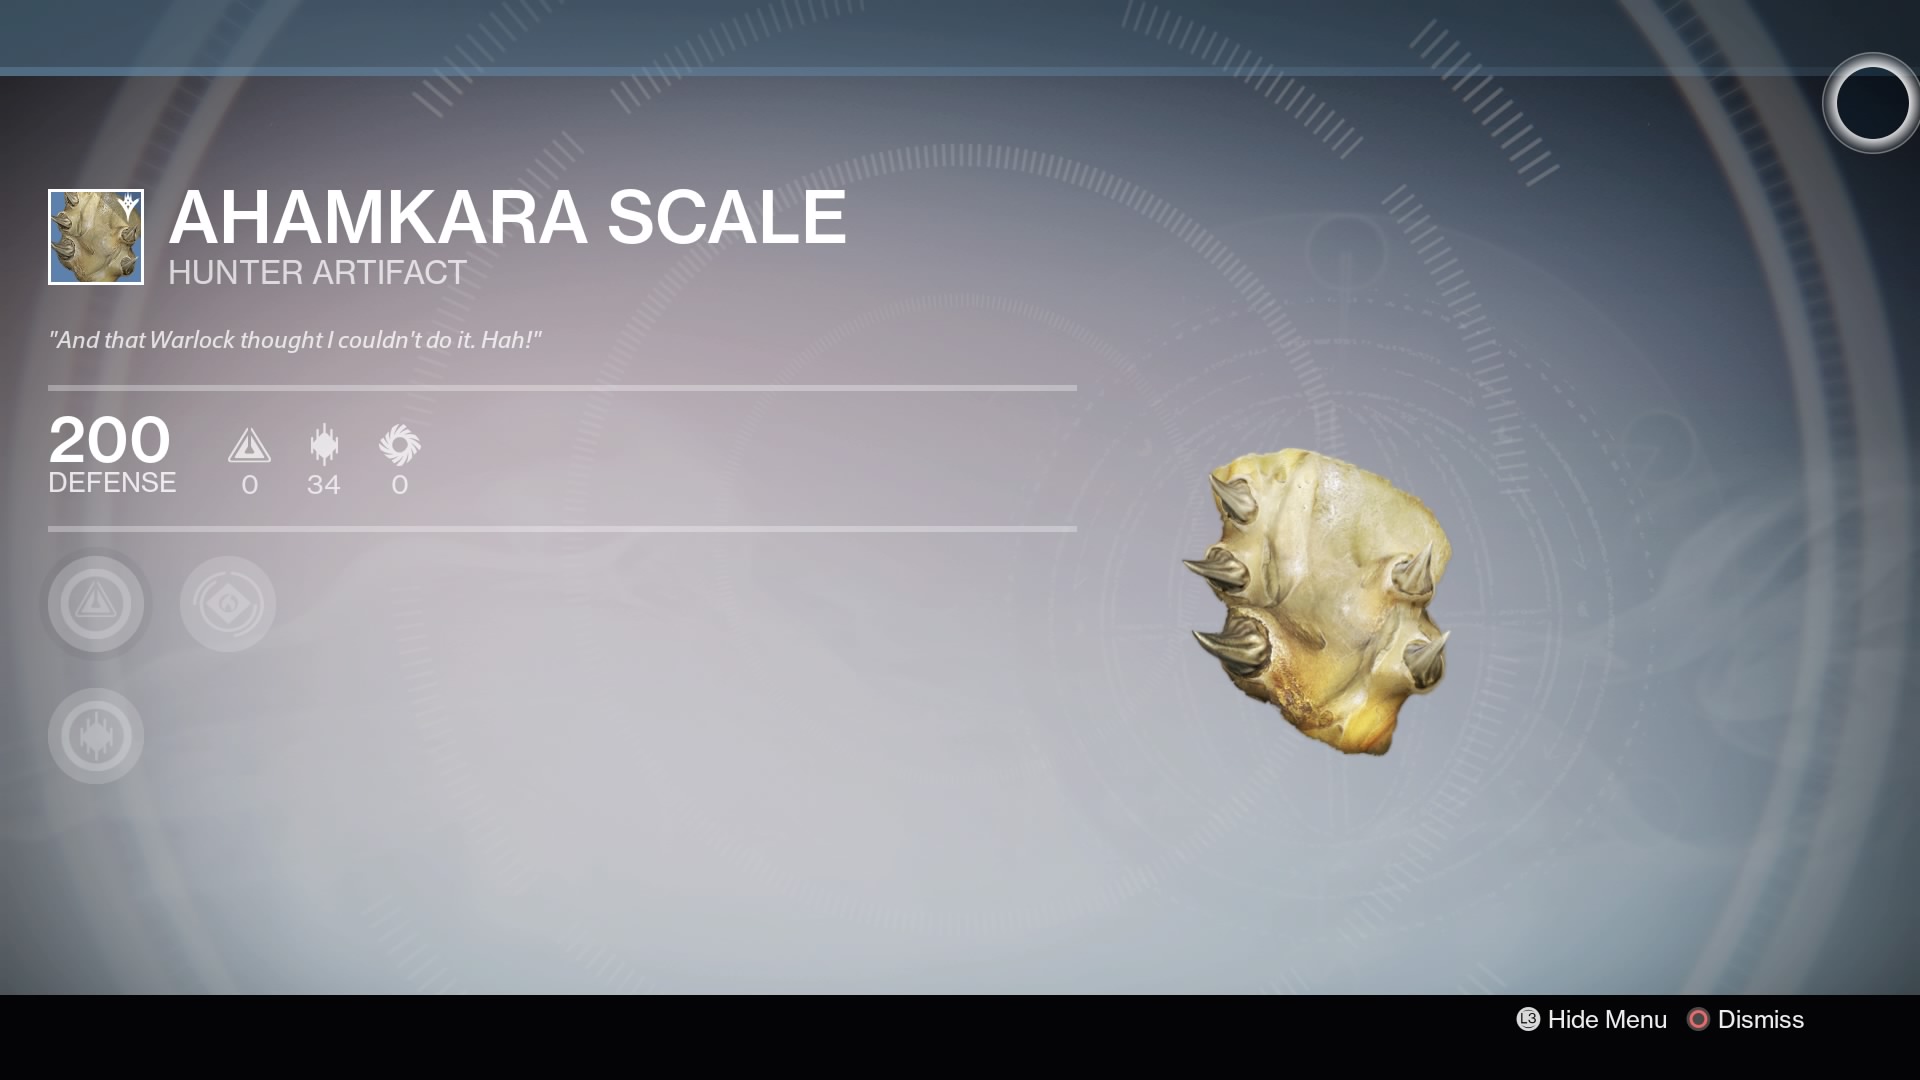 AHAMKARA SCALE
HUNTER ARTIFACT
"And that Warlock thought I couldn't do it. Hah!"
200
DEFENSE
0 34 0
L3 Hide Menu Dismiss